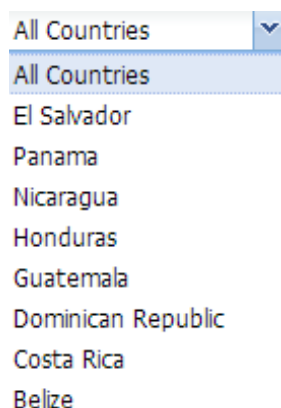 All Countries
All Countries
El Salvador
Panama
Nicaragua
Honduras
Guatemala
Dominican Republic
Costa Rica
Belize